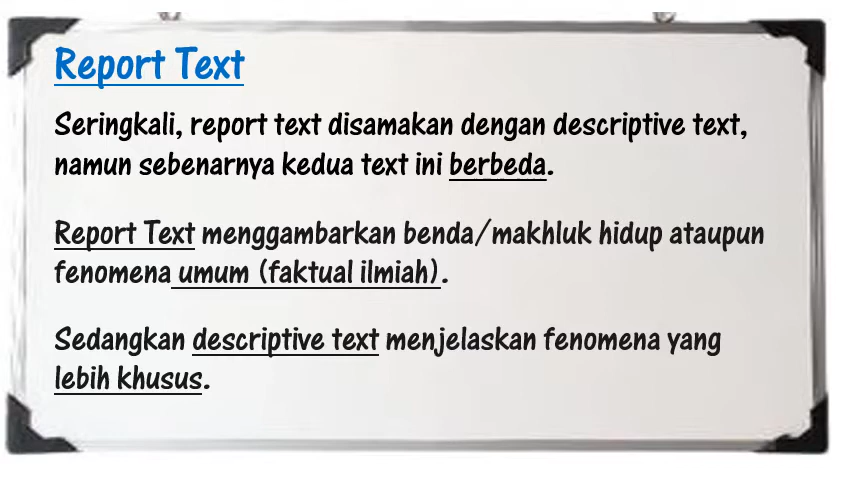 Report Text
Seringkali, report text disamakan dengan descriptive text,
namun sebenarnya kedua text ini berbeda.
Report Text menggambarkan benda/makhluk hidup ataupun
fenomena umum (faktual ilmiah).
Sedangkan descriptive text menjelaskan fenomena yang
lebih khusus.